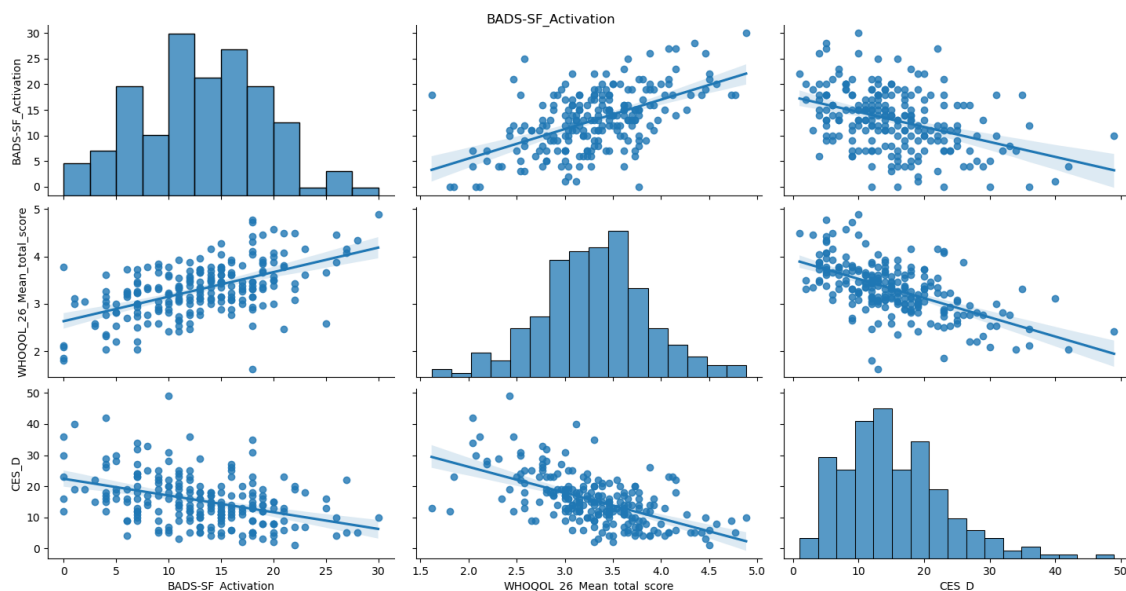 BADS-SF_Activation
BADS-SF_Activation
30
25
20
15
10
5
0
WHOQOL_26_Mean_total_score
5
4
3
2
CES_D
50
40
30
20
10
0
0 5 10 15 20 25 30
BADS-SF_Activation
1.5 2.0 2.5 3.0 3.5 4.0 4.5 5.0
WHOQOL_26_Mean_total_score
0 10 20 30 40 50
CES_D